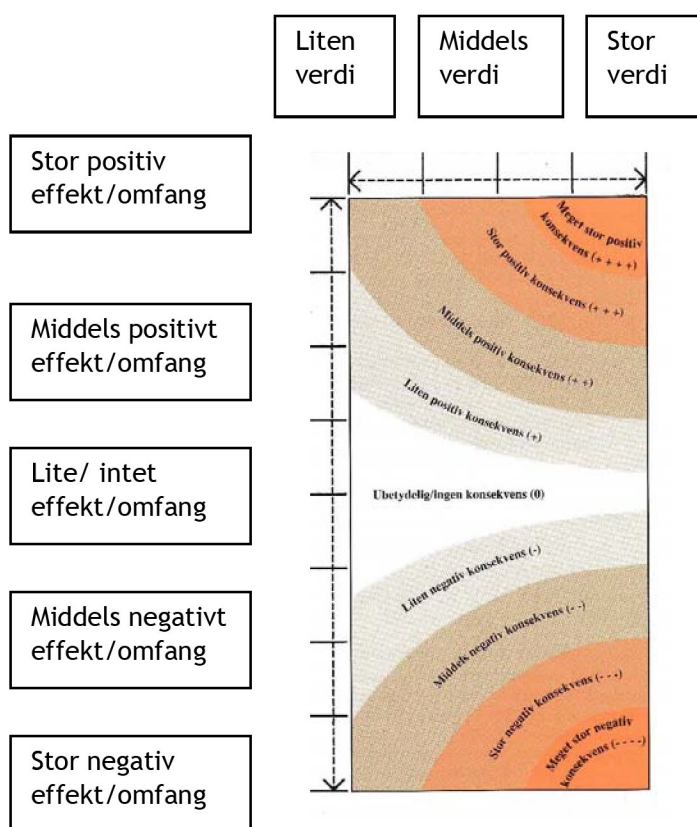 Liten
verdi
Middels
verdi
Stor
verdi
Stor positiv
effekt/omfang
Middels positivt
effekt/omfang
Lite/ intet
effekt/omfang
Middels negativt
effekt/omfang
Stor negativ
effekt/omfang
Meget stor positiv
konsekvens (+ + + +)
Stor positiv konsekvens (+ + +)
Middels positiv konsekvens (+ +)
Liten positiv konsekvens (+)
Ubetydelig/ingen konsekvens (0)
Liten negativ konsekvens (-)
Middels negativ konsekvens (- -)
Stor negativ konsekvens (- - -)
Meget stor negativ
konsekvens (- - - -)